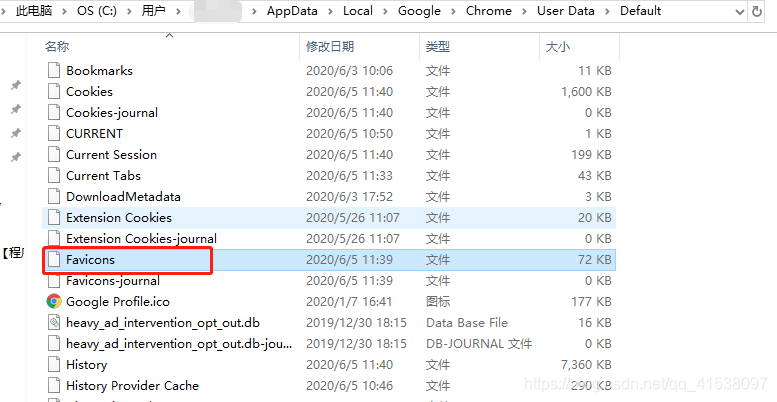 此电脑 > OS (C:) > 用户 > > AppData > Local > Google > Chrome > User Data > Default
名称 修改日期 类型 大小
Bookmarks 2020/6/3 10:06 文件 11 KB
Cookies 2020/6/5 11:40 文件 1,600 KB
Cookies-journal 2020/6/5 11:40 文件 0 KB
CURRENT 2020/6/5 10:50 文件 1 KB
Current Session 2020/6/5 11:40 文件 199 KB
Current Tabs 2020/6/5 11:33 文件 43 KB
DownloadMetadata 2020/6/3 17:52 文件 3 KB
Extension Cookies 2020/5/26 11:07 文件 20 KB
Extension Cookies-journal 2020/5/26 11:07 文件 0 KB
【程序
Favicons 2020/6/5 11:39 文件 72 KB
Favicons-journal 2020/6/5 11:39 文件 0 KB
Google Profile.ico 2020/1/7 16:41 图标 177 KB
heavy_ad_intervention_opt_out.db 2019/12/30 18:15 Data Base File 16 KB
heavy_ad_intervention_opt_out.db-jou... 2019/12/30 18:15 DB-JOURNAL 文件 0 KB
History 2020/6/5 11:40 文件 7,360 KB
History Provider Cache 2020/6/5 11:40 文件 290 KB
https://blog.csdn.net/qq_41538097